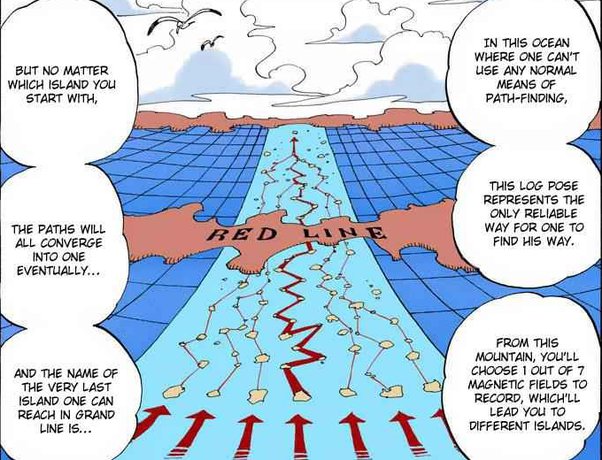 IN THIS OCEAN
WHERE ONE CAN'T
USE ANY NORMAL
MEANS OF
PATH-FINDING,
THIS LOG POSE
REPRESENTS THE
ONLY RELIABLE
WAY FOR ONE TO
FIND HIS WAY.
FROM THIS
MOUNTAIN, YOU'LL
CHOOSE 1 OUT OF 7
MAGNETIC FIELDS TO
RECORD, WHICH'LL
LEAD YOU TO
DIFFERENT ISLANDS.
RED LINE
BUT NO MATTER
WHICH ISLAND YOU
START WITH,
THE PATHS WILL
ALL CONVERGE
INTO ONE
EVENTUALLY...
AND THE NAME OF
THE VERY LAST
ISLAND ONE CAN
REACH IN GRAND
LINE IS...